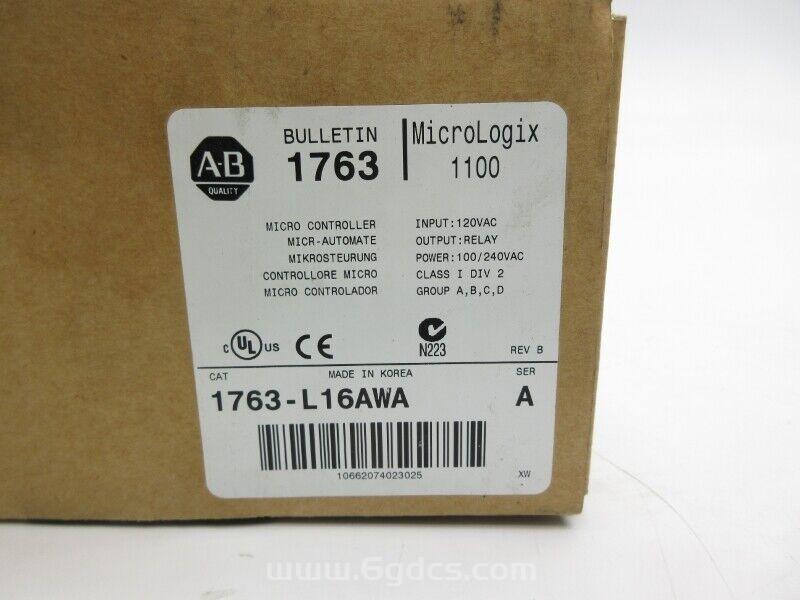 A-B
QUALITY
BULLETIN
1763
MicroLogix
1100
MICRO CONTROLLER
MICR-AUTOMATE
MIKROSTEURUNG
CONTROLLORE MICRO
MICRO CONTROLADOR
INPUT:120VAC
OUTPUT:RELAY
POWER:100/240VAC
CLASS I DIV 2
GROUP A,B,C,D
C UL US CE
N223
REV B
CAT
MADE IN KOREA
SER
1763-L16AWA
A
10662074023025
XW
www.6gdcs.com